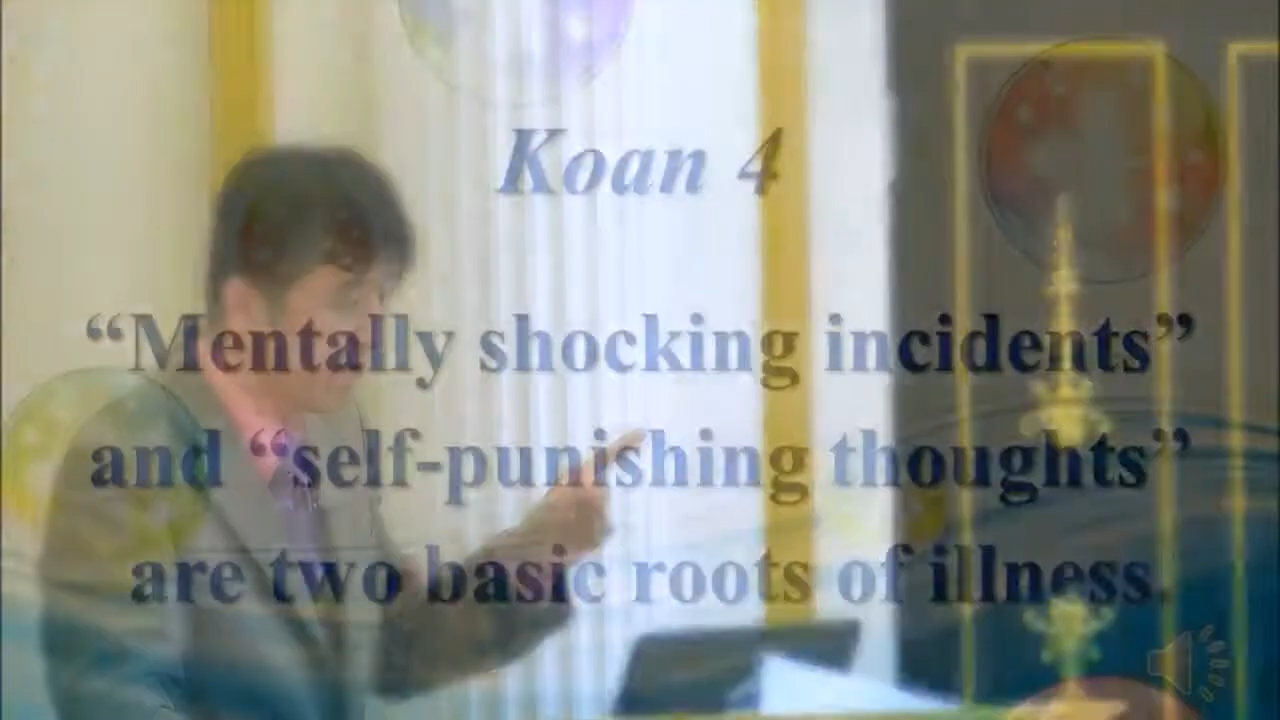 Koan 4
“Mentally shocking incidents”
and “self-punishing thoughts”
are two basic roots of illness.